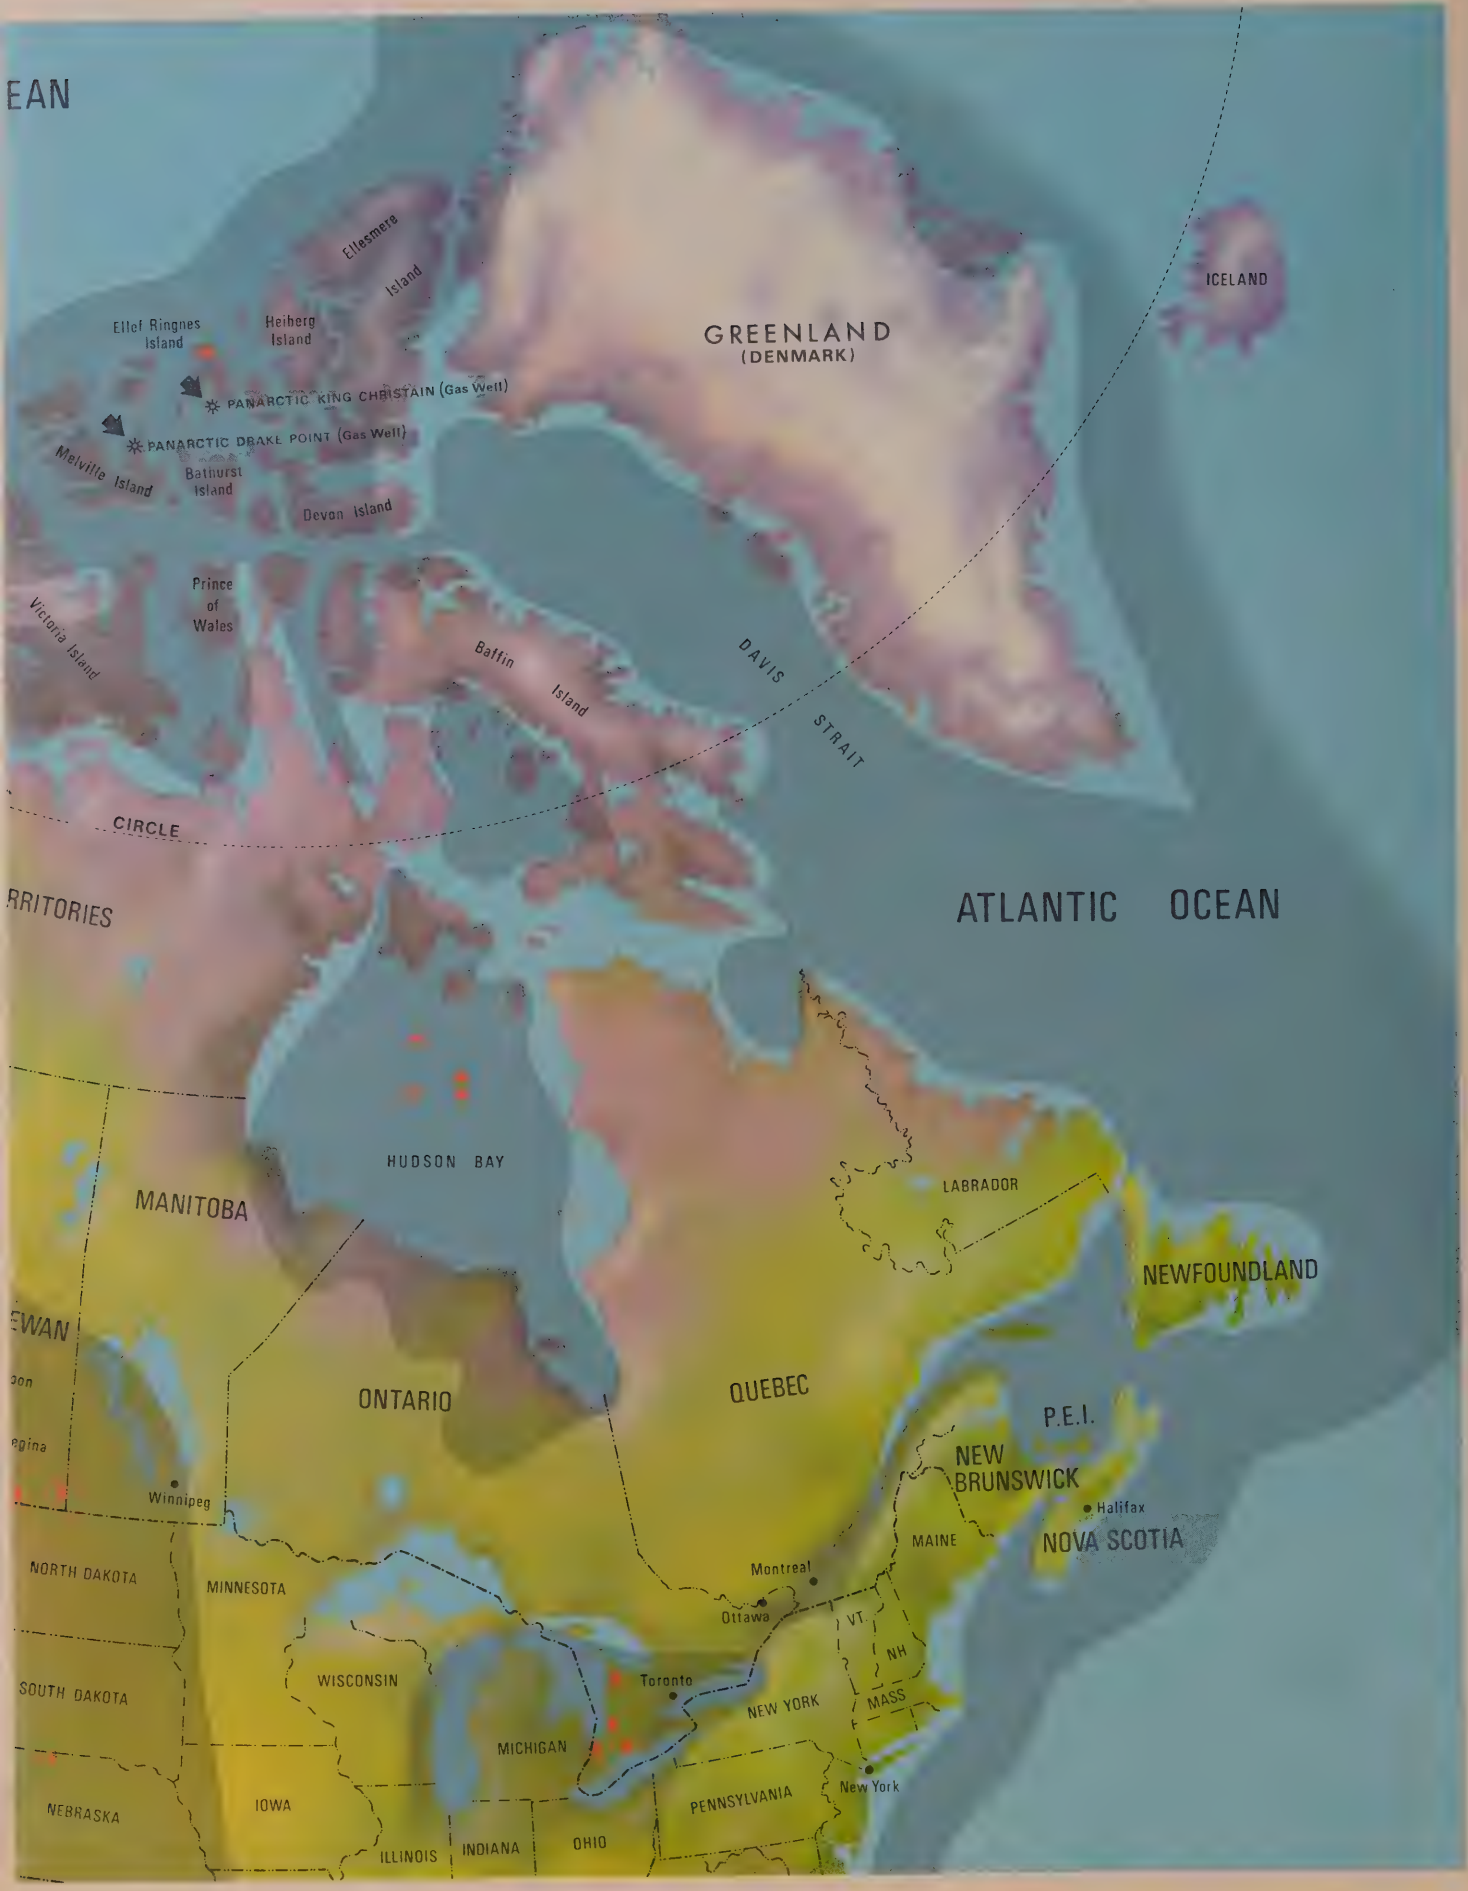 EAN
Ellesmere
Island
ICELAND
Ellef Ringnes
Island
Heiberg
Island
GREENLAND
(DENMARK)
PANARCTIC KING CHRISTAIN (Gas Well)
PANARCTIC DRAKE POINT (Gas Well)
Melville Island
Bathurst
Island
Devon Island
Prince
of
Wales
Victoria Island
Baffin
Island
DAVIS
STRAIT
CIRCLE
RRITORIES
ATLANTIC OCEAN
HUDSON BAY
MANITOBA
LABRADOR
NEWFOUNDLAND
EWAN
oon
ONTARIO
QUEBEC
P.E.I.
egina
NEW
BRUNSWICK
Winnipeg
Halifax
NOVA SCOTIA
MAINE
NORTH DAKOTA
MINNESOTA
Montreal
Ottawa
VT.
NH
WISCONSIN
Toronto
SOUTH DAKOTA
NEW YORK
MASS
MICHIGAN
New York
NEBRASKA
IOWA
PENNSYLVANIA
ILLINOIS
INDIANA
OHIO